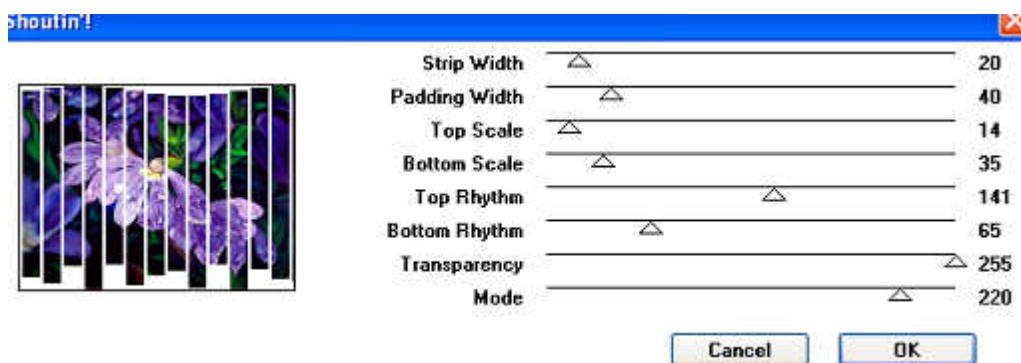 Shoutin'!
Strip Width 20
Padding Width 40
Top Scale 14
Bottom Scale 35
Top Rhythm 141
Bottom Rhythm 65
Transparency 255
Mode 220
Cancel OK